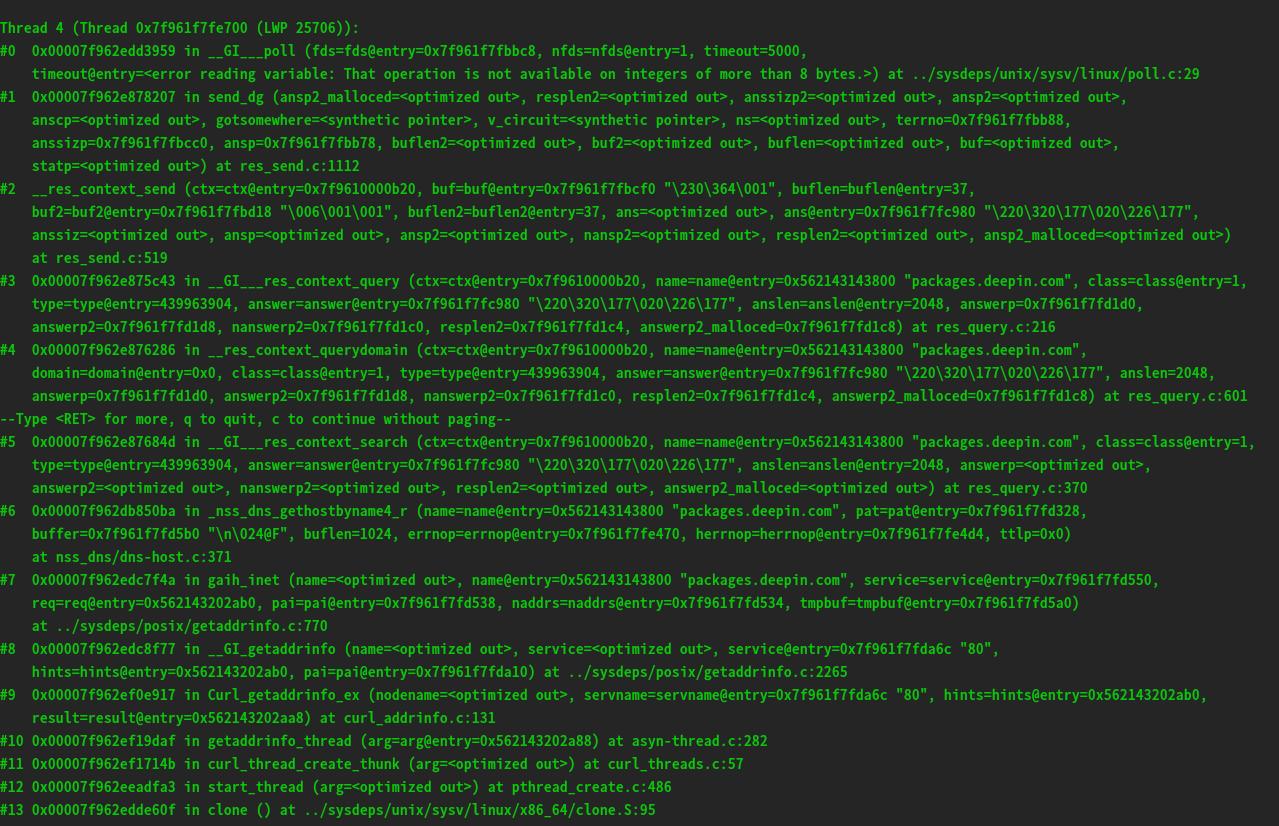 Thread 4 (Thread 0x7f961f7fe700 (LWP 25706)):
#0  0x00007f962edd3959 in __GI___poll (fds=fds@entry=0x7f961f7fbbc8, nfds=nfds@entry=1, timeout=5000,
    timeout@entry=<error reading variable: That operation is not available on integers of more than 8 bytes.>) at ../sysdeps/unix/sysv/linux/poll.c:29
#1  0x00007f962e878207 in send_dg (ansp2_malloced=<optimized out>, resplen2=<optimized out>, anssizp2=<optimized out>, ansp2=<optimized out>,
    anscp=<optimized out>, gotsomewhere=<synthetic pointer>, v_circuit=<synthetic pointer>, ns=<optimized out>, terrno=0x7f961f7fbb88,
    anssizp=0x7f961f7fbcc0, ansp=0x7f961f7fbb78, buflen2=<optimized out>, buf2=<optimized out>, buflen=<optimized out>, buf=<optimized out>,
    statp=<optimized out>) at res_send.c:1112
#2  __res_context_send (ctx=ctx@entry=0x7f9610000b20, buf=buf@entry=0x7f961f7fbcf0 "\230\364\001", buflen=buflen@entry=37,
    buf2=buf2@entry=0x7f961f7fbd18 "\006\001\001", buflen2=buflen2@entry=37, ans=<optimized out>, ans@entry=0x7f961f7fc980 "\220\320\177\020\226\177",
    anssiz=<optimized out>, ansp=<optimized out>, ansp2=<optimized out>, nansp2=<optimized out>, resplen2=<optimized out>, ansp2_malloced=<optimized out>)
    at res_send.c:519
#3  0x00007f962e875c43 in __GI___res_context_query (ctx=ctx@entry=0x7f9610000b20, name=name@entry=0x562143143800 "packages.deepin.com", class=class@entry=1,
    type=type@entry=439963904, answer=answer@entry=0x7f961f7fc980 "\220\320\177\020\226\177", anslen=anslen@entry=2048, answerp=0x7f961f7fd1d0,
    answerp2=0x7f961f7fd1d8, nanswerp2=0x7f961f7fd1c0, resplen2=0x7f961f7fd1c4, answerp2_malloced=0x7f961f7fd1c8) at res_query.c:216
#4  0x00007f962e876286 in __res_context_querydomain (ctx=ctx@entry=0x7f9610000b20, name=name@entry=0x562143143800 "packages.deepin.com",
    domain=domain@entry=0x0, class=class@entry=1, type=type@entry=439963904, answer=answer@entry=0x7f961f7fc980 "\220\320\177\020\226\177", anslen=2048,
    answerp=0x7f961f7fd1d0, answerp2=0x7f961f7fd1d8, nanswerp2=0x7f961f7fd1c0, resplen2=0x7f961f7fd1c4, answerp2_malloced=0x7f961f7fd1c8) at res_query.c:601
--Type <RET> for more, q to quit, c to continue without paging--
#5  0x00007f962e87684d in __GI___res_context_search (ctx=ctx@entry=0x7f9610000b20, name=name@entry=0x562143143800 "packages.deepin.com", class=class@entry=1,
    type=type@entry=439963904, answer=answer@entry=0x7f961f7fc980 "\220\320\177\020\226\177", anslen=anslen@entry=2048, answerp=<optimized out>,
    answerp2=<optimized out>, nanswerp2=<optimized out>, resplen2=<optimized out>, answerp2_malloced=<optimized out>) at res_query.c:370
#6  0x00007f962db850ba in _nss_dns_gethostbyname4_r (name=name@entry=0x562143143800 "packages.deepin.com", pat=pat@entry=0x7f961f7fd328,
    buffer=0x7f961f7fd5b0 "\n\024@F", buflen=1024, errnop=errnop@entry=0x7f961f7fe470, herrnop=herrnop@entry=0x7f961f7fe4d4, ttlp=0x0)
    at nss_dns/dns-host.c:371
#7  0x00007f962edc7f4a in gaih_inet (name=<optimized out>, name@entry=0x562143143800 "packages.deepin.com", service=service@entry=0x7f961f7fd550,
    req=req@entry=0x562143202ab0, pai=pai@entry=0x7f961f7fd538, naddrs=naddrs@entry=0x7f961f7fd534, tmpbuf=tmpbuf@entry=0x7f961f7fd5a0)
    at ../sysdeps/posix/getaddrinfo.c:770
#8  0x00007f962edc8f77 in __GI_getaddrinfo (name=<optimized out>, service=<optimized out>, service@entry=0x7f961f7fda6c "80",
    hints=hints@entry=0x562143202ab0, pai=pai@entry=0x7f961f7fda10) at ../sysdeps/posix/getaddrinfo.c:2265
#9  0x00007f962ef0e917 in Curl_getaddrinfo_ex (nodename=<optimized out>, servname=servname@entry=0x7f961f7fda6c "80", hints=hints@entry=0x562143202ab0,
    result=result@entry=0x562143202aa8) at curl_addrinfo.c:131
#10 0x00007f962ef19daf in getaddrinfo_thread (arg=arg@entry=0x562143202a88) at asyn-thread.c:282
#11 0x00007f962ef1714b in curl_thread_create_thunk (arg=<optimized out>) at curl_threads.c:57
#12 0x00007f962eeadfa3 in start_thread (arg=<optimized out>) at pthread_create.c:486
#13 0x00007f962edde60f in clone () at ../sysdeps/unix/sysv/linux/x86_64/clone.S:95